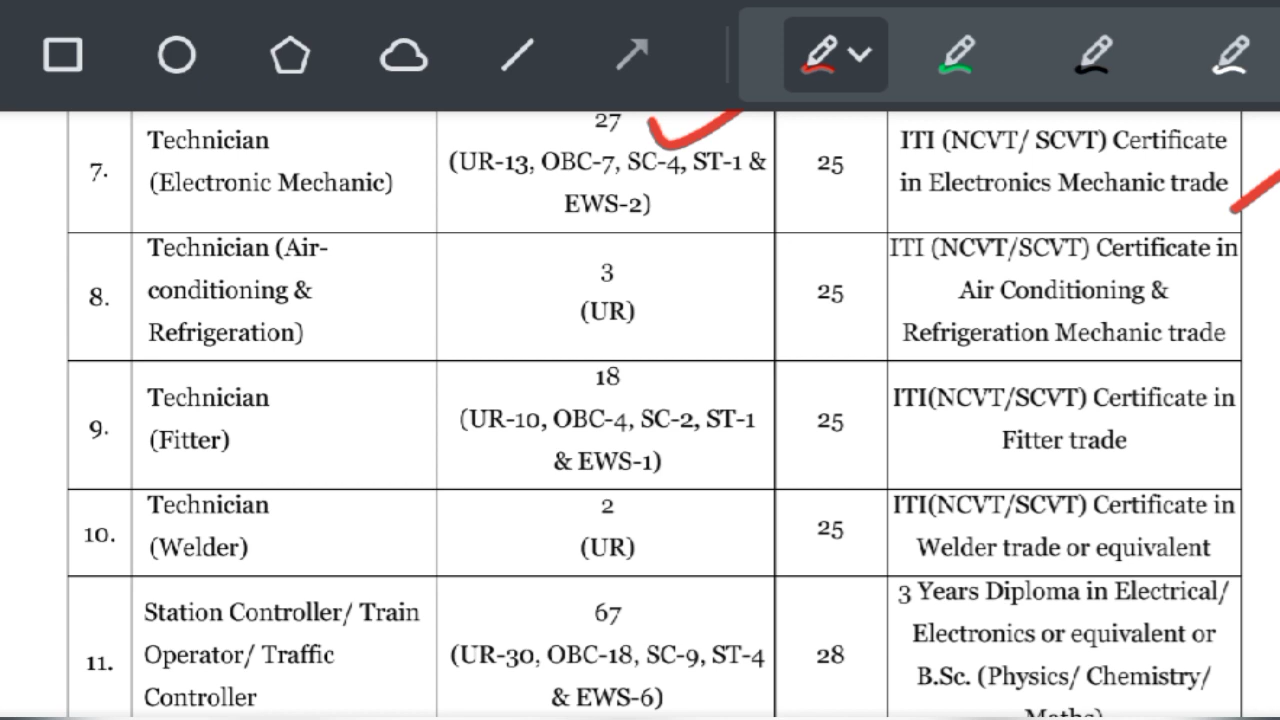 7.
Technician
(Electronic Mechanic)
27
(UR-13, OBC-7, SC-4, ST-1 &
EWS-2)
25
ITI (NCVT/ SCVT) Certificate
in Electronics Mechanic trade
8.
Technician (Air-
conditioning &
Refrigeration)
3
(UR)
25
ITI (NCVT/SCVT) Certificate in
Air Conditioning &
Refrigeration Mechanic trade
9.
Technician
(Fitter)
18
(UR-10, OBC-4, SC-2, ST-1
& EWS-1)
25
ITI(NCVT/SCVT) Certificate in
Fitter trade
10.
Technician
(Welder)
2
(UR)
25
ITI(NCVT/SCVT) Certificate in
Welder trade or equivalent
11.
Station Controller/ Train
Operator/ Traffic
Controller
67
(UR-30, OBC-18, SC-9, ST-4
& EWS-6)
28
3 Years Diploma in Electrical/
Electronics or equivalent or
B.Sc. (Physics/ Chemistry/